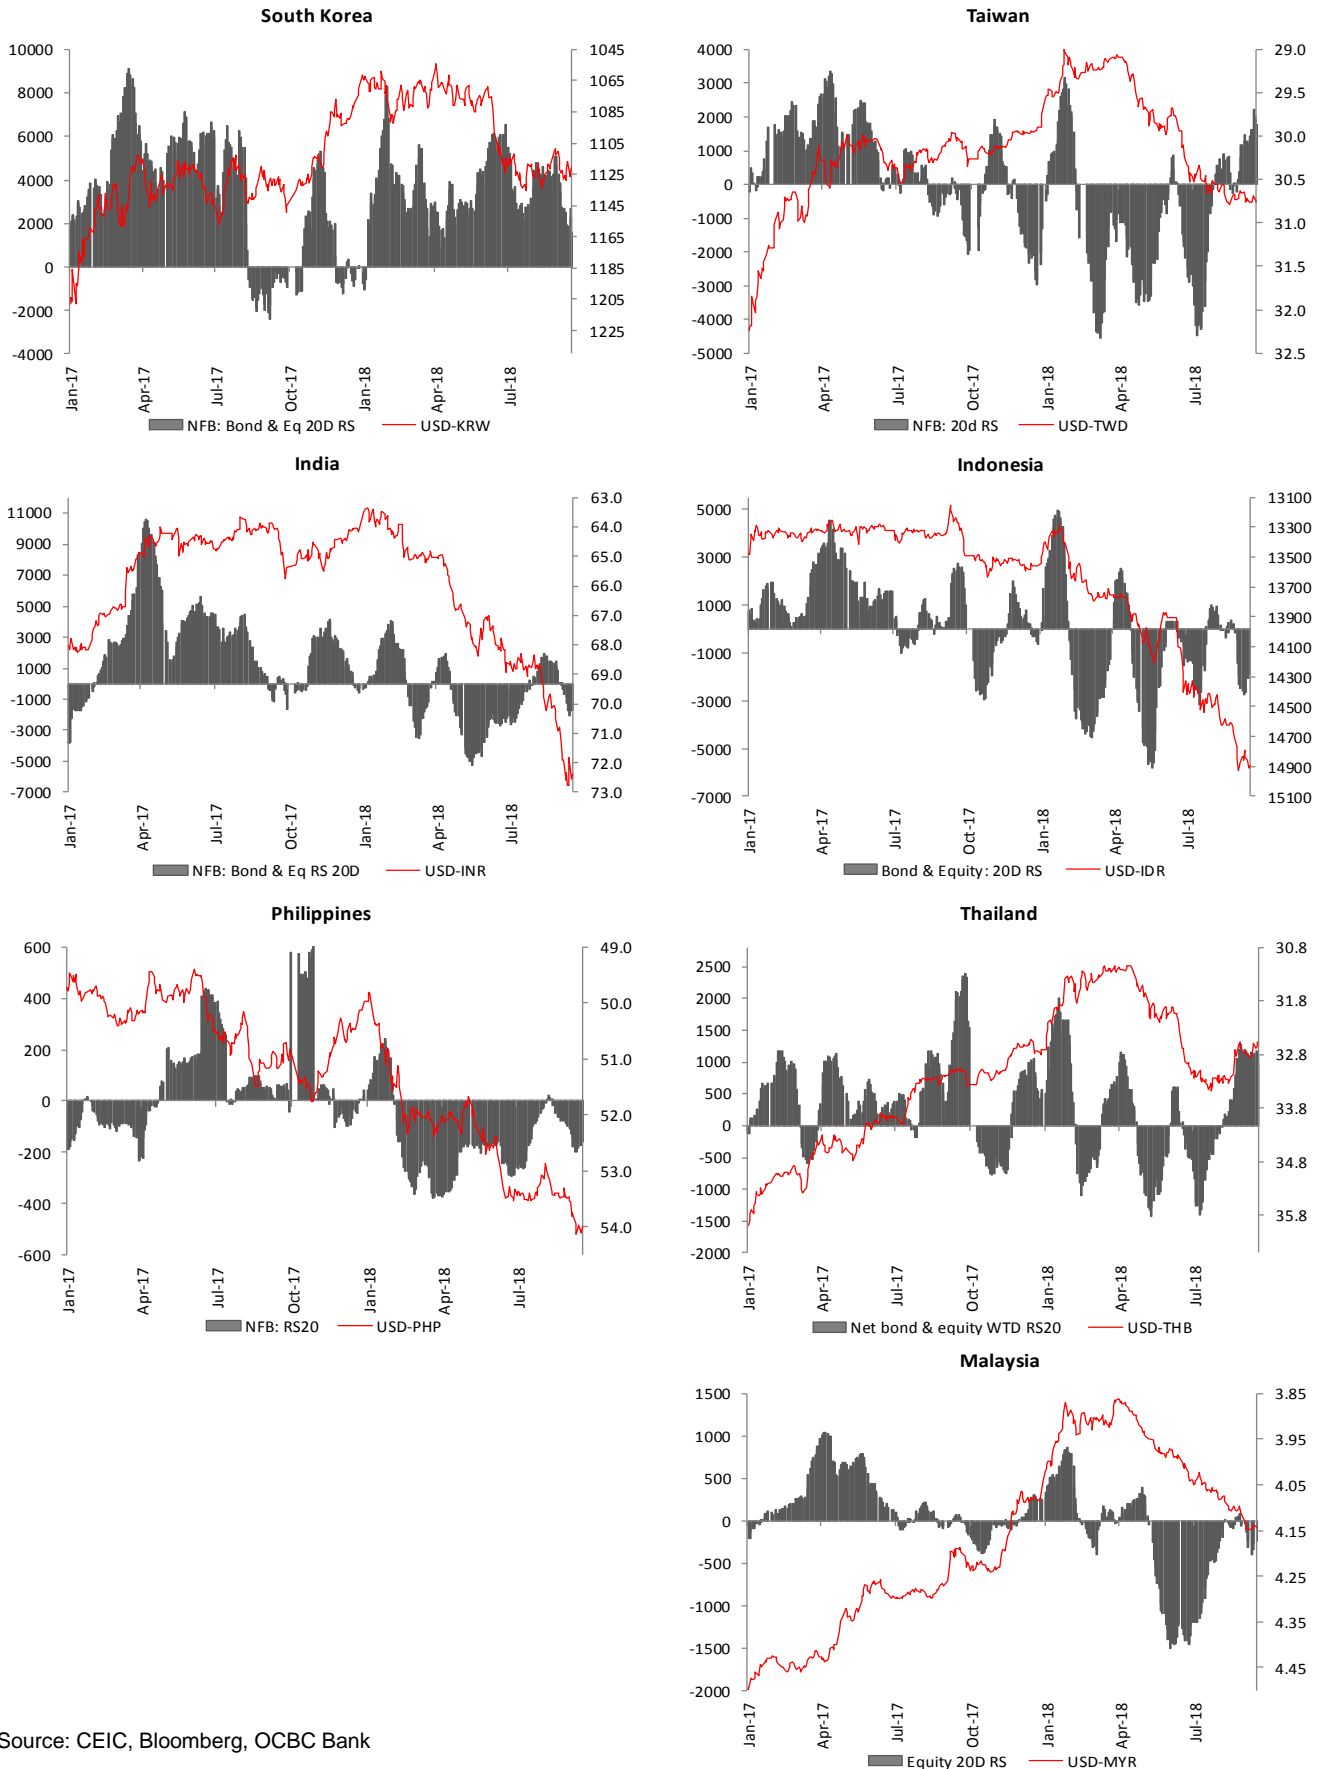 South Korea
10000
8000
6000
4000
2000
0
-2000
-4000
1045
1065
1085
1105
1125
1145
1165
1185
1205
1225
Jan-17
Apr-17
Jul-17
Oct-17
Jan-18
Apr-18
Jul-18
NFB: Bond & Eq 20D RS USD-KRW
Taiwan
4000
3000
2000
1000
0
-1000
-2000
-3000
-4000
-5000
29.0
29.5
30.0
30.5
31.0
31.5
32.0
32.5
Jan-17
Apr-17
Jul-17
Oct-17
Jan-18
Apr-18
Jul-18
NFB: 20d RS USD-TWD
India
11000
9000
7000
5000
3000
1000
-1000
-3000
-5000
-7000
63.0
64.0
65.0
66.0
67.0
68.0
69.0
70.0
71.0
72.0
73.0
Jan-17
Apr-17
Jul-17
Oct-17
Jan-18
Apr-18
Jul-18
NFB: Bond & Eq RS 20D USD-INR
Indonesia
5000
3000
1000
-1000
-3000
-5000
-7000
13100
13300
13500
13700
13900
14100
14300
14500
14700
14900
15100
Jan-17
Apr-17
Jul-17
Oct-17
Jan-18
Apr-18
Jul-18
Bond & Equity: 20D RS USD-IDR
Philippines
600
400
200
0
-200
-400
-600
49.0
50.0
51.0
52.0
53.0
54.0
Jan-17
Apr-17
Jul-17
Oct-17
Jan-18
Apr-18
Jul-18
NFB: RS20 USD-PHP
Thailand
2500
2000
1500
1000
500
0
-500
-1000
-1500
-2000
30.8
31.8
32.8
33.8
34.8
35.8
Jan-17
Apr-17
Jul-17
Oct-17
Jan-18
Apr-18
Jul-18
Net bond & equity WTD RS20 USD-THB
Malaysia
1500
1000
500
0
-500
-1000
-1500
-2000
3.85
3.95
4.05
4.15
4.25
4.35
4.45
Jan-17
Apr-17
Jul-17
Oct-17
Jan-18
Apr-18
Jul-18
Equity 20D RS USD-MYR
Source: CEIC, Bloomberg, OCBC Bank